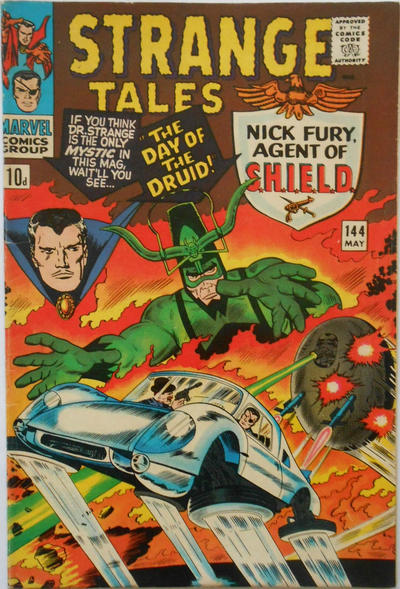 STRANGE
TALES
APPROVED
BY THE
COMICS
CODE
AUTHORITY
MARVEL
COMICS
GROUP
10d
IF YOU THINK
DR. STRANGE
IS THE ONLY
MYSTIC IN
THIS MAG,
WAIT'LL YOU
SEE...
"THE
DAY OF
THE
DRUID!"
NICK FURY,
AGENT OF
S.H.I.E.L.D.
144
MAY